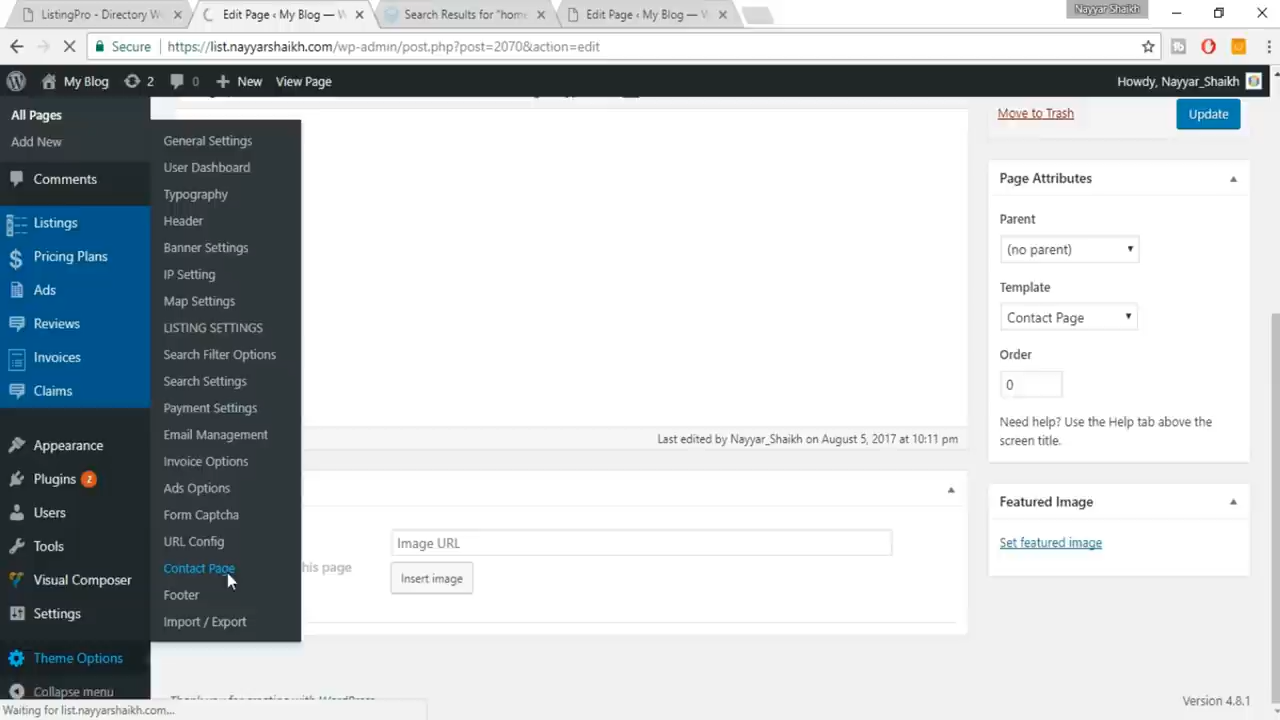 ListingPro - Directory W
Edit Page ‹ My Blog —
Search Results for "hom
Edit Page ‹ My Blog — W
Nayyar Shaikh
Secure
https://list.nayyarshaikh.com/wp-admin/post.php?post=2070&action=edit
My Blog
2
0
New
View Page
Howdy, Nayyar_Shaikh
All Pages
Add New
Comments
Listings
Pricing Plans
Ads
Reviews
Invoices
Claims
Appearance
Plugins 2
Users
Tools
Visual Composer
Settings
Theme Options
Collapse menu
General Settings
User Dashboard
Typography
Header
Banner Settings
IP Setting
Map Settings
LISTING SETTINGS
Search Filter Options
Search Settings
Payment Settings
Email Management
Invoice Options
Ads Options
Form Captcha
URL Config
Contact Page
Footer
Import / Export
Last edited by Nayyar_Shaikh on August 5, 2017 at 10:11 pm
his page
Image URL
Insert image
Move to Trash
Update
Page Attributes
Parent
(no parent)
Template
Contact Page
Order
0
Need help? Use the Help tab above the
screen title.
Featured Image
Set featured image
Version 4.8.1
Waiting for list.nayyarshaikh.com...